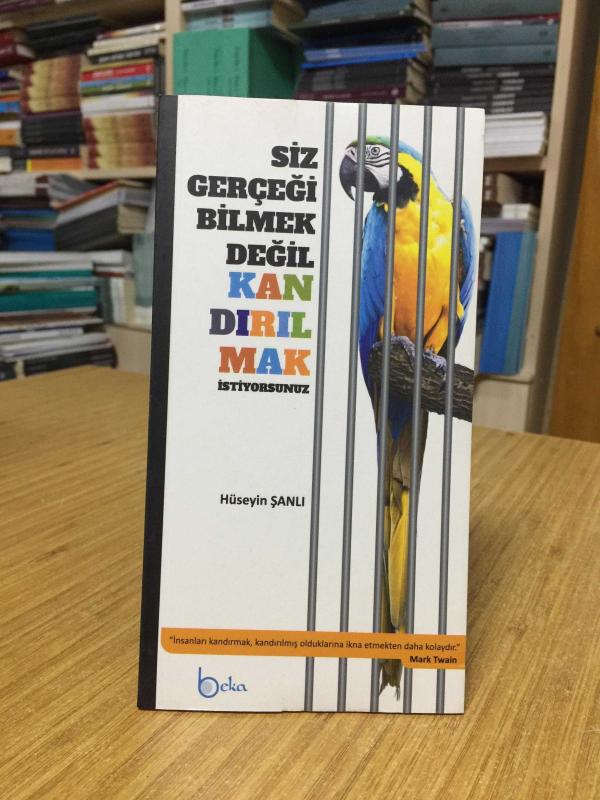 SİZ
GERÇEĞİ
BİLMEK
DEĞİL
KAN
DIRIL
MAK
İSTİYORSUNUZ
Hüseyin ŞANLI
"İnsanları kandırmak, kandırılmış olduklarına ikna etmekten daha kolaydır."
Mark Twain
beka